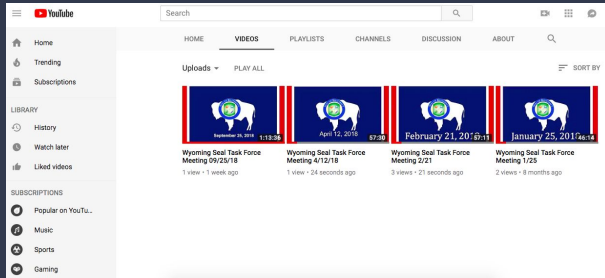 YouTube
Search
Home
Trending
Subscriptions
LIBRARY
History
Watch later
Liked videos
SUBSCRIPTIONS
Popular on YouTu...
Music
Sports
Gaming
HOME VIDEOS PLAYLISTS CHANNELS DISCUSSION ABOUT
Uploads PLAY ALL SORT BY
September 25, 2018 1:13:36
Wyoming Seal Task Force
Meeting 09/25/18
1 view • 1 week ago
April 12, 2018 57:30
Wyoming Seal Task Force
Meeting 4/12/18
1 view • 24 seconds ago
February 21, 2018 57:11
Wyoming Seal Task Force
Meeting 2/21
3 views • 21 seconds ago
January 25, 2018 46:14
Wyoming Seal Task Force
Meeting 1/25
2 views • 8 months ago